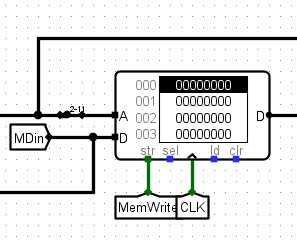 2-11
000 00000000
001 00000000
A 002 00000000 D
MDin D 003 00000000
str sel ld clr
MemWrite CLK